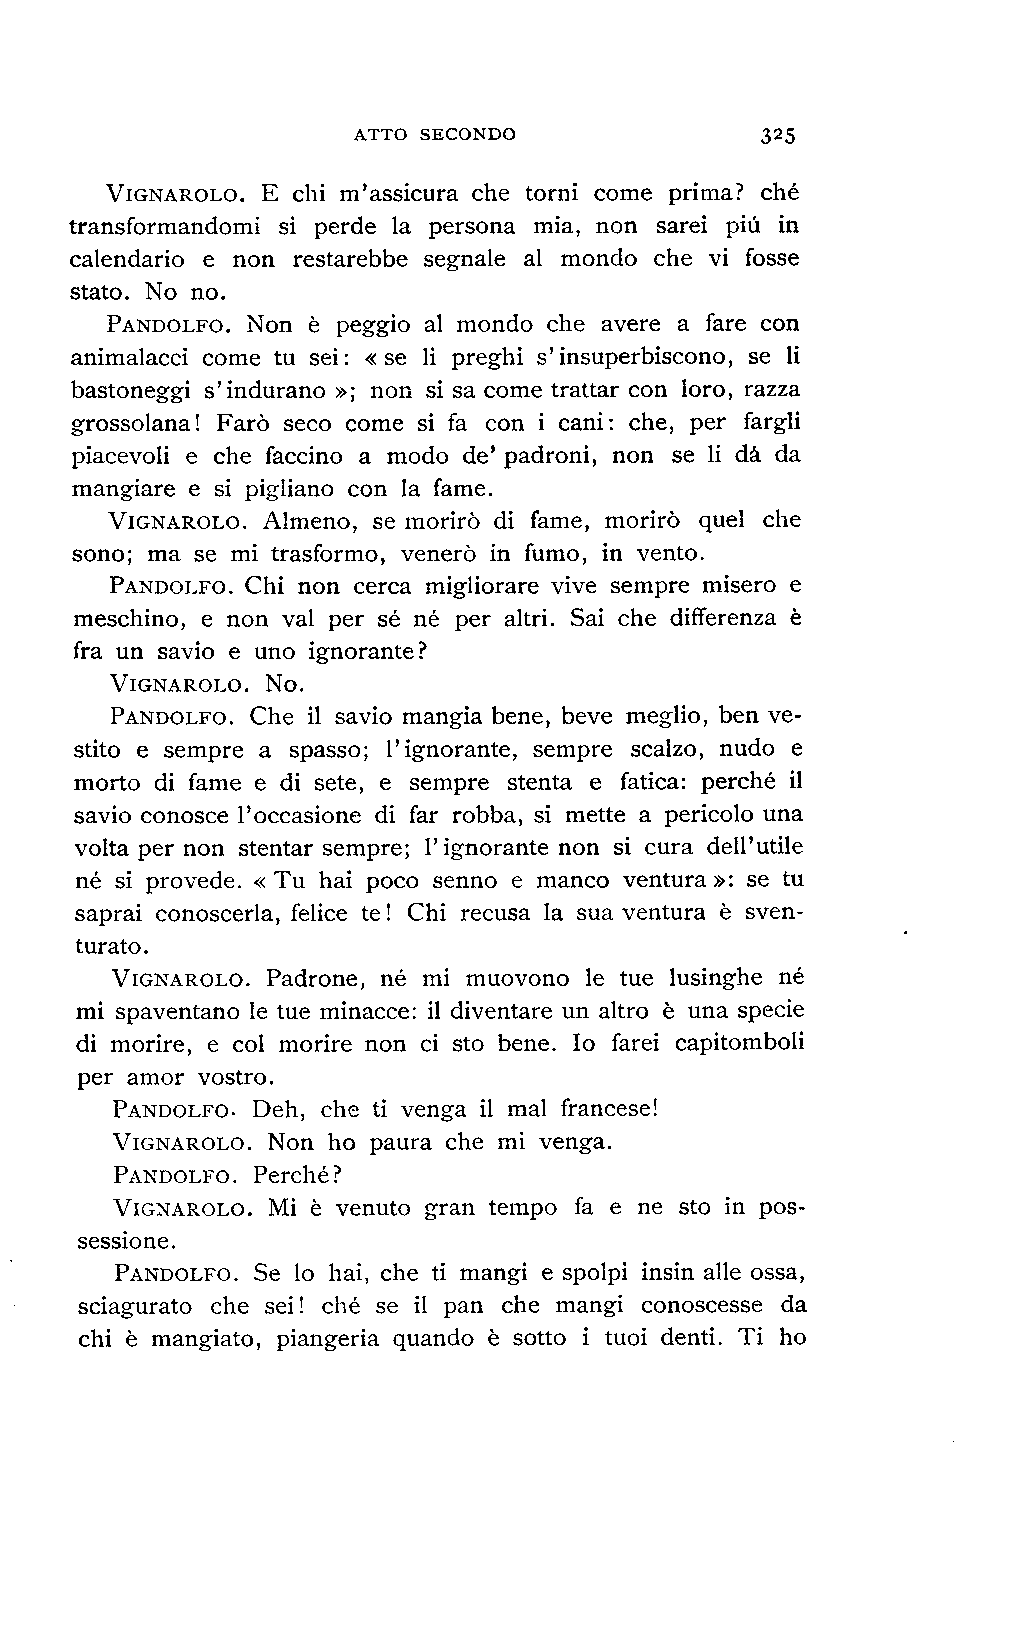 ATTO SECONDO 325
VIGNAROLO. E chi m'assicura che torni come prima? ché
transformandomi si perde la persona mia, non sarei piú in
calendario e non restarebbe segnale al mondo che vi fosse
stato. No no.
PANDOLFO. Non è peggio al mondo che avere a fare con
animalacci come tu sei: « se li preghi s'insuperbiscono, se li
bastoneggi s'indurano »; non si sa come trattar con loro, razza
grossolana! Farò seco come si fa con i cani: che, per fargli
piacevoli e che faccino a modo de' padroni, non se li dá da
mangiare e si pigliano con la fame.
VIGNAROLO. Almeno, se morirò di fame, morirò quel che
sono; ma se mi trasformo, venerò in fumo, in vento.
PANDOLFO. Chi non cerca migliorare vive sempre misero e
meschino, e non val per sé né per altri. Sai che differenza è
fra un savio e uno ignorante?
VIGNAROLO. No.
PANDOLFO. Che il savio mangia bene, beve meglio, ben ve-
stito e sempre a spasso; l'ignorante, sempre scalzo, nudo e
morto di fame e di sete, e sempre stenta e fatica: perché il
savio conosce l'occasione di far robba, si mette a pericolo una
volta per non stentar sempre; l'ignorante non si cura dell'utile
né si provede. « Tu hai poco senno e manco ventura »: se tu
saprai conoscerla, felice te! Chi recusa la sua ventura è sven-
turato.
VIGNAROLO. Padrone, né mi muovono le tue lusinghe né
mi spaventano le tue minacce: il diventare un altro è una specie
di morire, e col morire non ci sto bene. Io farei capitomboli
per amor vostro.
PANDOLFO. Deh, che ti venga il mal francese!
VIGNAROLO. Non ho paura che mi venga.
PANDOLFO. Perché?
VIGNAROLO. Mi è venuto gran tempo fa e ne sto in pos-
sessione.
PANDOLFO. Se lo hai, che ti mangi e spolpi insin alle ossa,
sciagurato che sei! ché se il pan che mangi conoscesse da
chi è mangiato, piangeria quando è sotto i tuoi denti. Ti ho